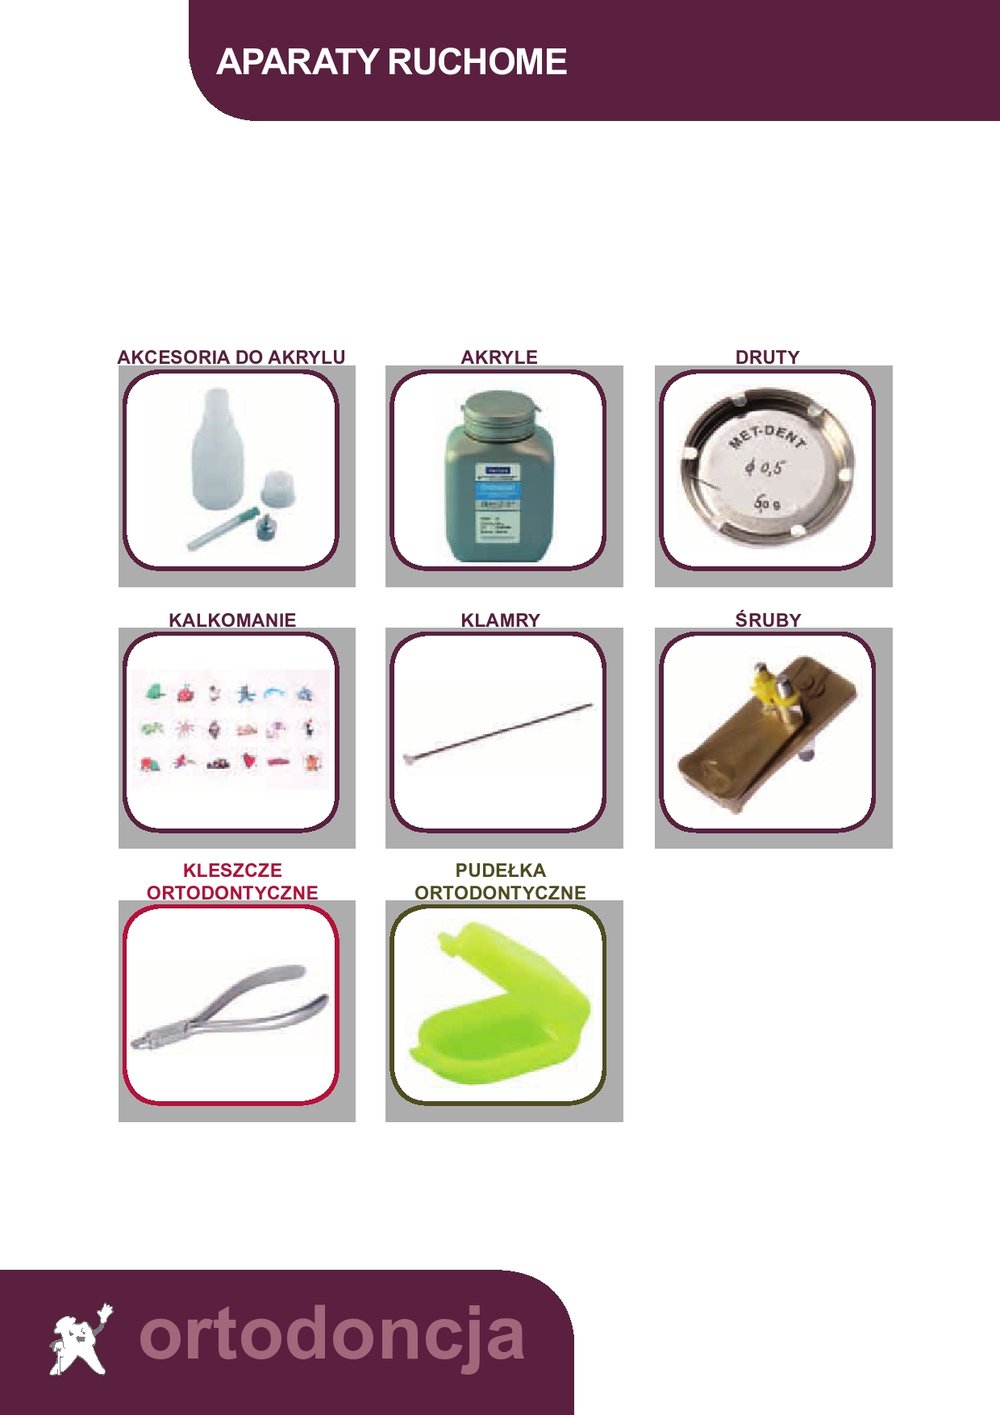 APARATY RUCHOME
AKCESORIA DO AKRYLU
AKRYLE
DRUTY
MET-DENT
ϕ 0,5
60 g
KALKOMANIE
KLAMRY
ŚRUBY
KLESZCZE
ORTODONTYCZNE
PUDEŁKA
ORTODONTYCZNE
ortodoncja